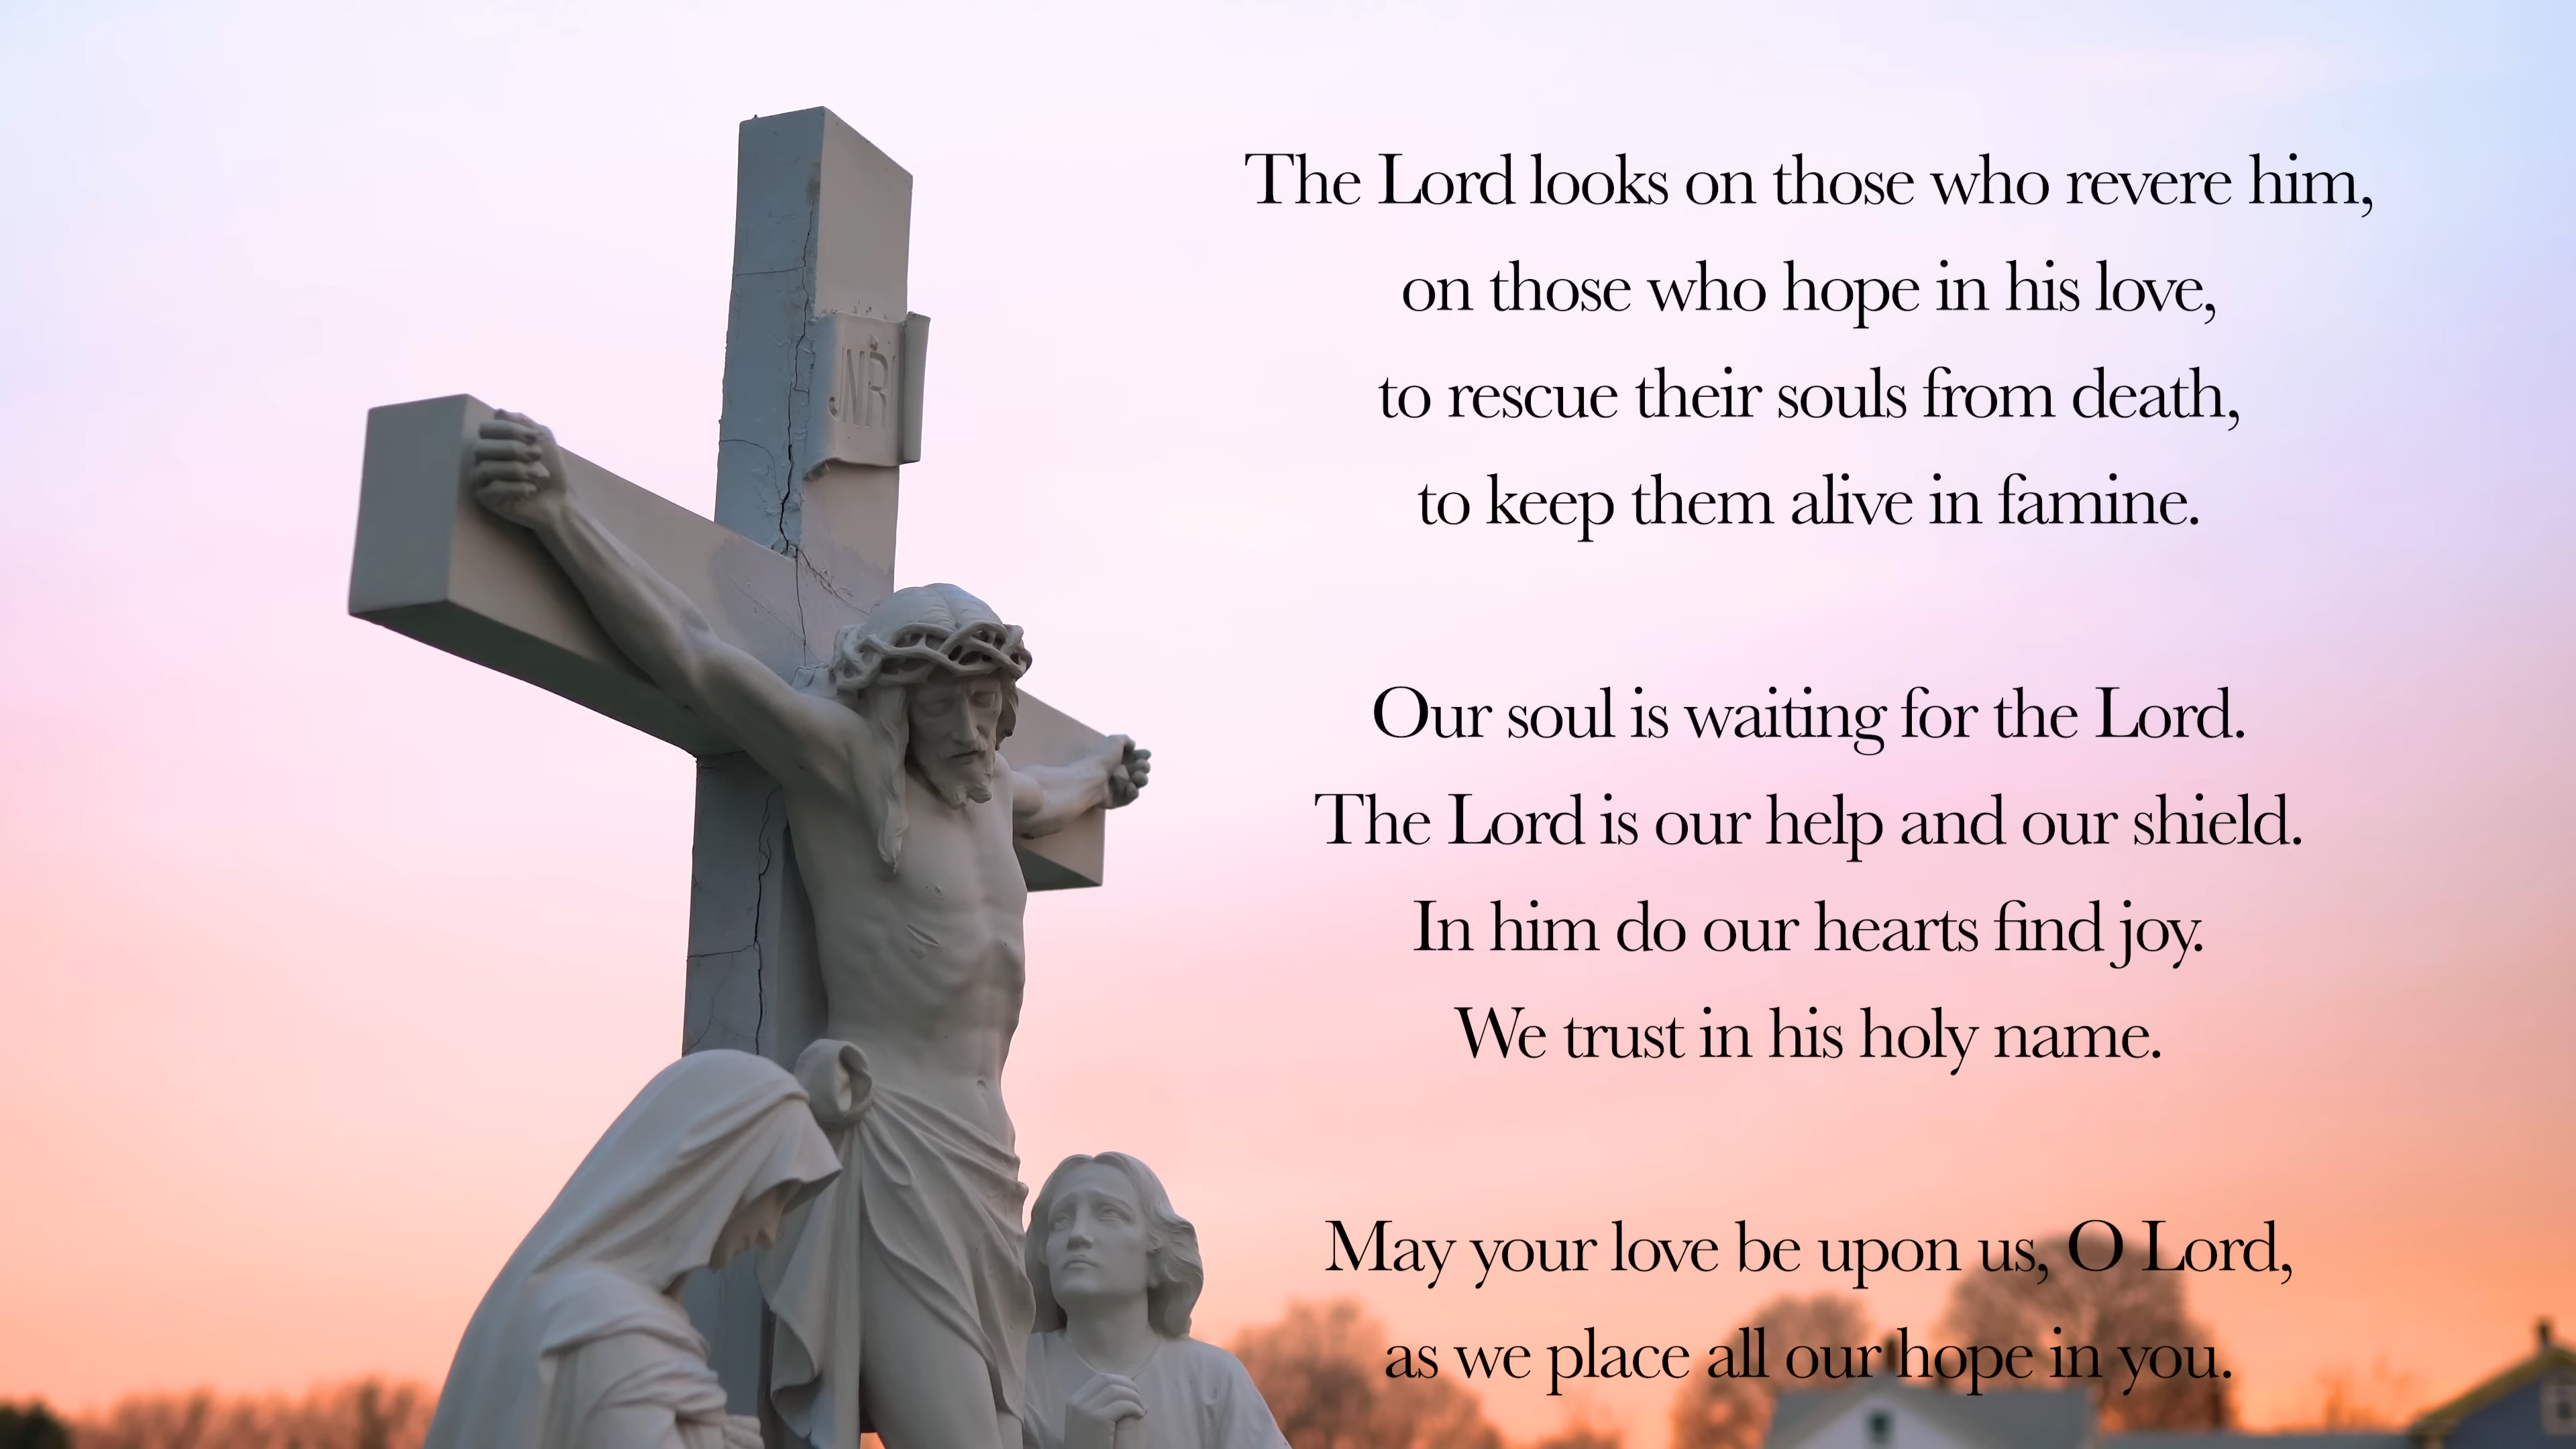 JNRI
The Lord looks on those who revere him,
on those who hope in his love,
to rescue their souls from death,
to keep them alive in famine.
Our soul is waiting for the Lord.
The Lord is our help and our shield.
In him do our hearts find joy.
We trust in his holy name.
May your love be upon us, O Lord,
as we place all our hope in you.